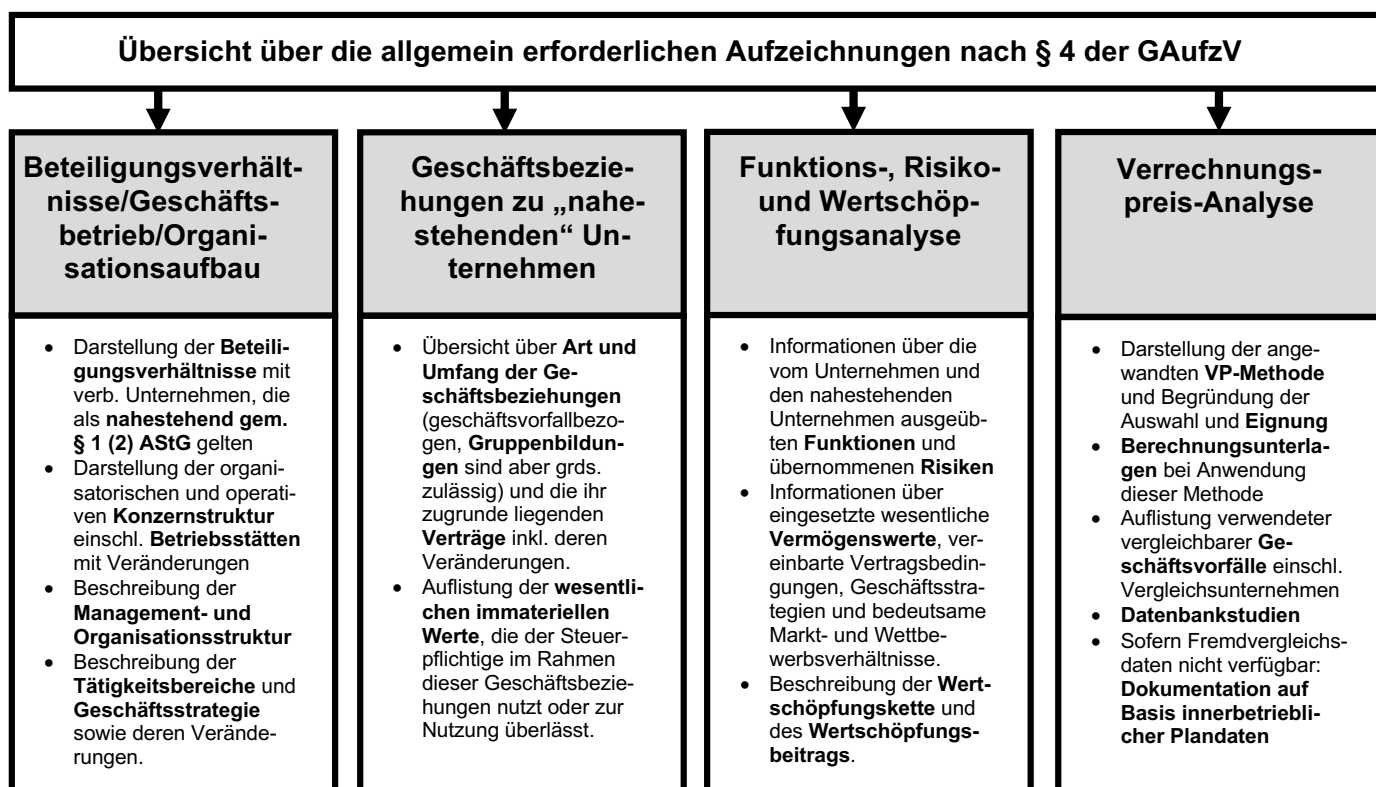 Übersicht über die allgemein erforderlichen Aufzeichnungen nach § 4 der GAufzV
Beteiligungsverhält-
nisse/Geschäfts-
betrieb/Organi-
sationsaufbau
• Darstellung der Beteili-
gungsverhältnisse mit
verb. Unternehmen, die
als nahestehend gem.
§ 1 (2) AStG gelten
• Darstellung der organi-
satorischen und operati-
ven Konzernstruktur
einschl. Betriebsstätten
mit Veränderungen
• Beschreibung der
Management- und
Organisationsstruktur
• Beschreibung der
Tätigkeitsbereiche und
Geschäftsstrategie
sowie deren Verände-
rungen.
Geschäftsbezie-
hungen zu „nahe-
stehenden“ Un-
ternehmen
• Übersicht über Art und
Umfang der Ge-
schäftsbeziehungen
(geschäftsvorfallbezo-
gen, Gruppenbildun-
gen sind aber grds.
zulässig) und die ihr
zugrunde liegenden
Verträge inkl. deren
Veränderungen.
• Auflistung der wesentli-
chen immateriellen
Werte, die der Steuer-
pflichtige im Rahmen
dieser Geschäftsbezie-
hungen nutzt oder zur
Nutzung überlässt.
Funktions-, Risiko-
und Wertschöp-
fungsanalyse
• Informationen über die
vom Unternehmen und
den nahestehenden
Unternehmen ausgeüb-
ten Funktionen und
übernommenen Risiken
• Informationen über
eingesetzte wesentliche
Vermögenswerte, ver-
einbarte Vertragsbedin-
gungen, Geschäftsstra-
tegien und bedeutsame
Markt- und Wettbe-
werbsverhältnisse.
• Beschreibung der Wert-
schöpfungskette und
des Wertschöpfungs-
beitrags.
Verrechnungs-
preis-Analyse
• Darstellung der ange-
wandten VP-Methode
und Begründung der
Auswahl und Eignung
• Berechnungsunterla-
gen bei Anwendung
dieser Methode
• Auflistung verwendeter
vergleichbarer Ge-
schäftsvorfälle einschl.
Vergleichsunternehmen
• Datenbankstudien
• Sofern Fremdvergleichs-
daten nicht verfügbar:
Dokumentation auf
Basis innerbetriebli-
cher Plandaten